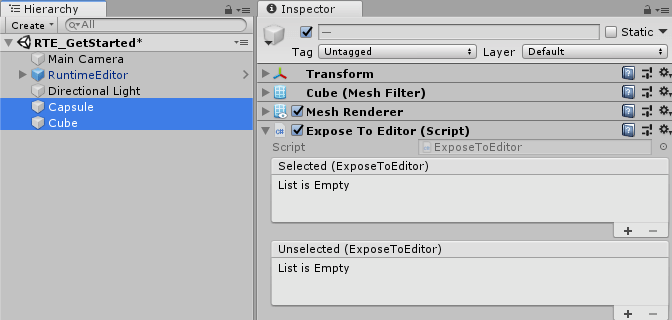 Hierarchy
Create
All
RTE_GetStarted*
Main Camera
RuntimeEditor
Directional Light
Capsule
Cube
Inspector
—
Static
Tag Untagged Layer Default
Transform
Cube (Mesh Filter)
Mesh Renderer
C# Expose To Editor (Script)
Script C# ExposeToEditor
Selected (ExposeToEditor)
List is Empty
+ −
Unselected (ExposeToEditor)
List is Empty
+ −